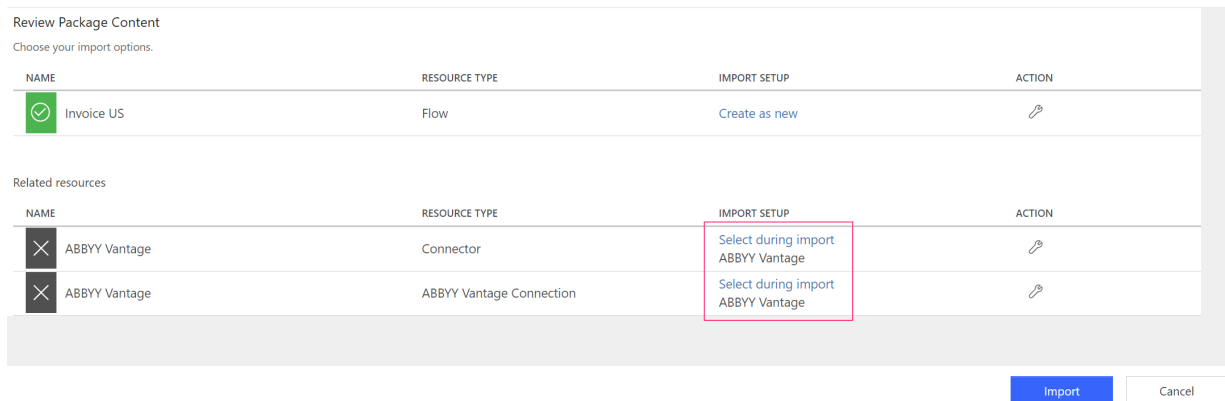 Review Package Content
Choose your import options.
NAME RESOURCE TYPE IMPORT SETUP ACTION
Invoice US Flow Create as new
Related resources
NAME RESOURCE TYPE IMPORT SETUP ACTION
ABBYY Vantage Connector Select during import
ABBYY Vantage
ABBYY Vantage ABBYY Vantage Connection Select during import
ABBYY Vantage
Import Cancel